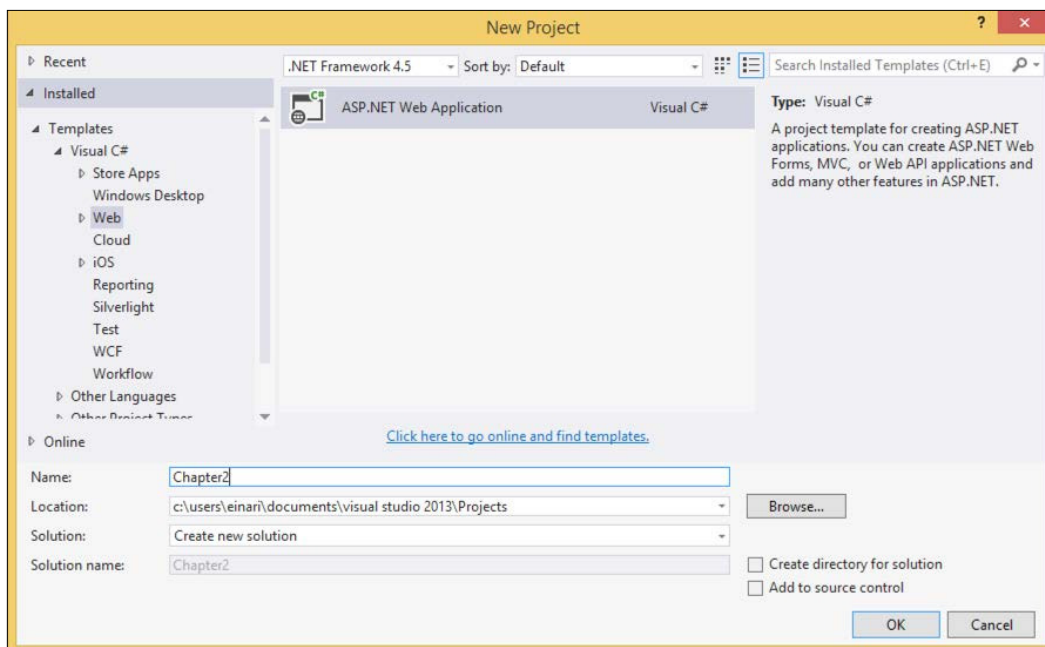 New Project
?
Recent
.NET Framework 4.5
Sort by: Default
Search Installed Templates (Ctrl+E)
Installed
Templates
Visual C#
Store Apps
Windows Desktop
Web
Cloud
iOS
Reporting
Silverlight
Test
WCF
Workflow
Other Languages
Other Project Types
Online
C#
ASP.NET Web Application
Visual C#
Click here to go online and find templates.
Type: Visual C#
A project template for creating ASP.NET
applications. You can create ASP.NET Web
Forms, MVC, or Web API applications and
add many other features in ASP.NET.
Name:
Chapter2
Location:
c:\users\einari\documents\visual studio 2013\Projects
Browse...
Solution:
Create new solution
Solution name:
Chapter2
Create directory for solution
Add to source control
OK
Cancel